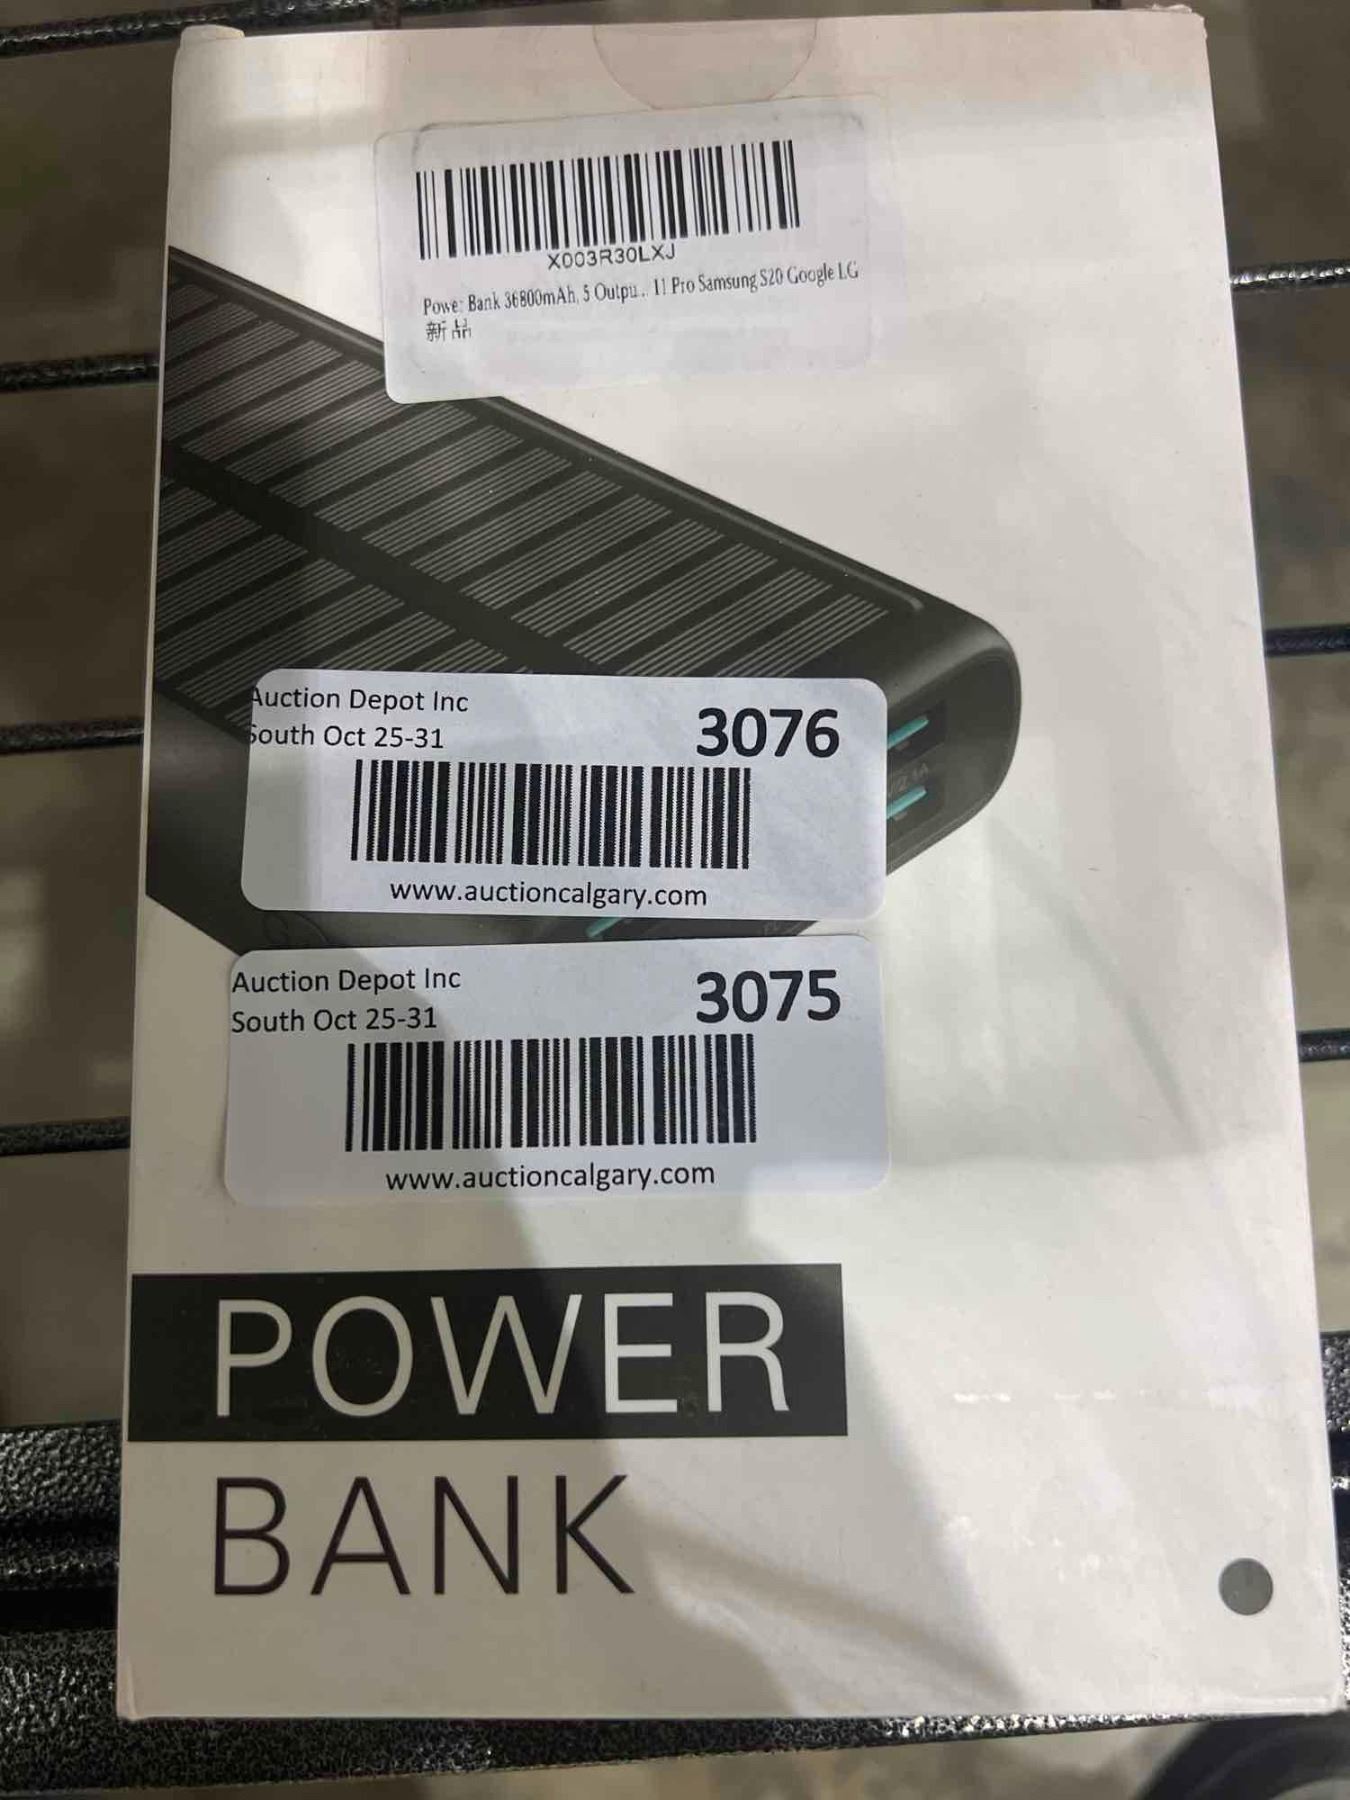 X003R30LXJ
Power Bank 36800mAh, 5 Outpu... 11 Pro Samsung S20 Google LG
新品
Auction Depot Inc
3076
South Oct 25-31
www.auctioncalgary.com
/2.1A
Auction Depot Inc
3075
South Oct 25-31
www.auctioncalgary.com
POWER
BANK